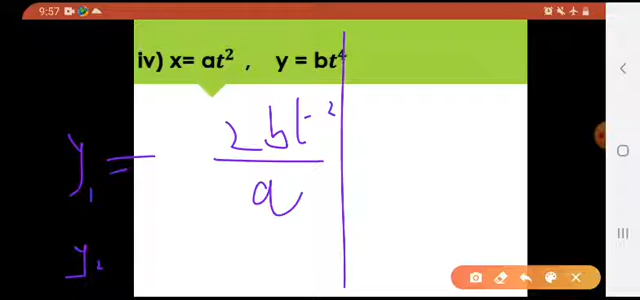 9:57
iv) x= at² , y = bt⁴
y₁ = 2bt² / a
y₂